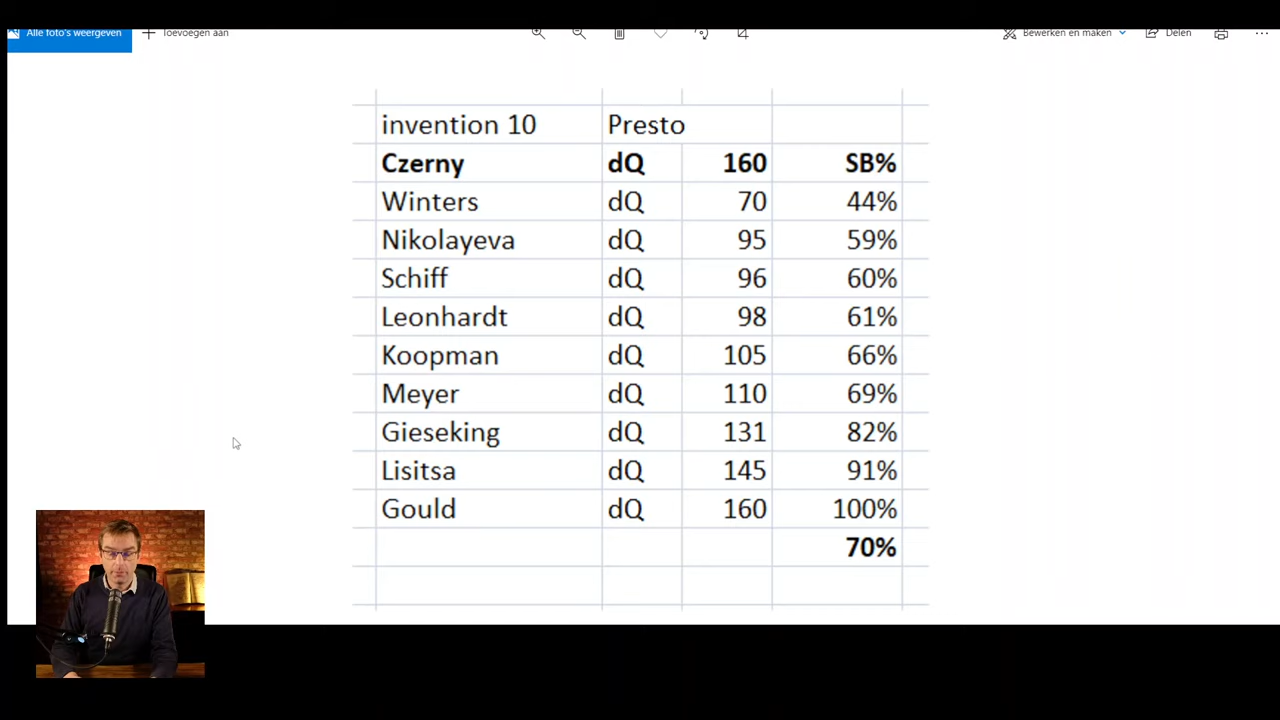 Alle foto's weergeven Toevoegen aan Bewerken en maken Delen
invention 10 Presto
Czerny dQ 160 SB%
Winters dQ 70 44%
Nikolayeva dQ 95 59%
Schiff dQ 96 60%
Leonhardt dQ 98 61%
Koopman dQ 105 66%
Meyer dQ 110 69%
Gieseking dQ 131 82%
Lisitsa dQ 145 91%
Gould dQ 160 100%
70%